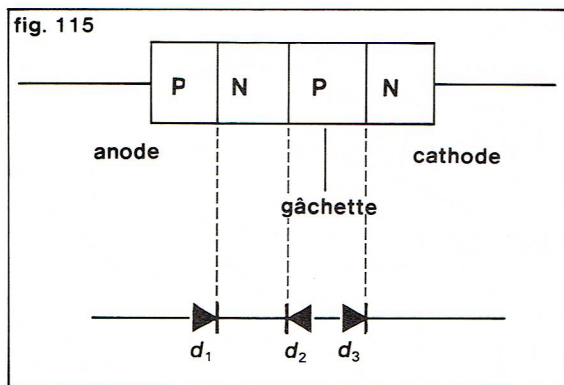 fig. 115
P N P N
anode cathode
gâchette
d1 d2 d3